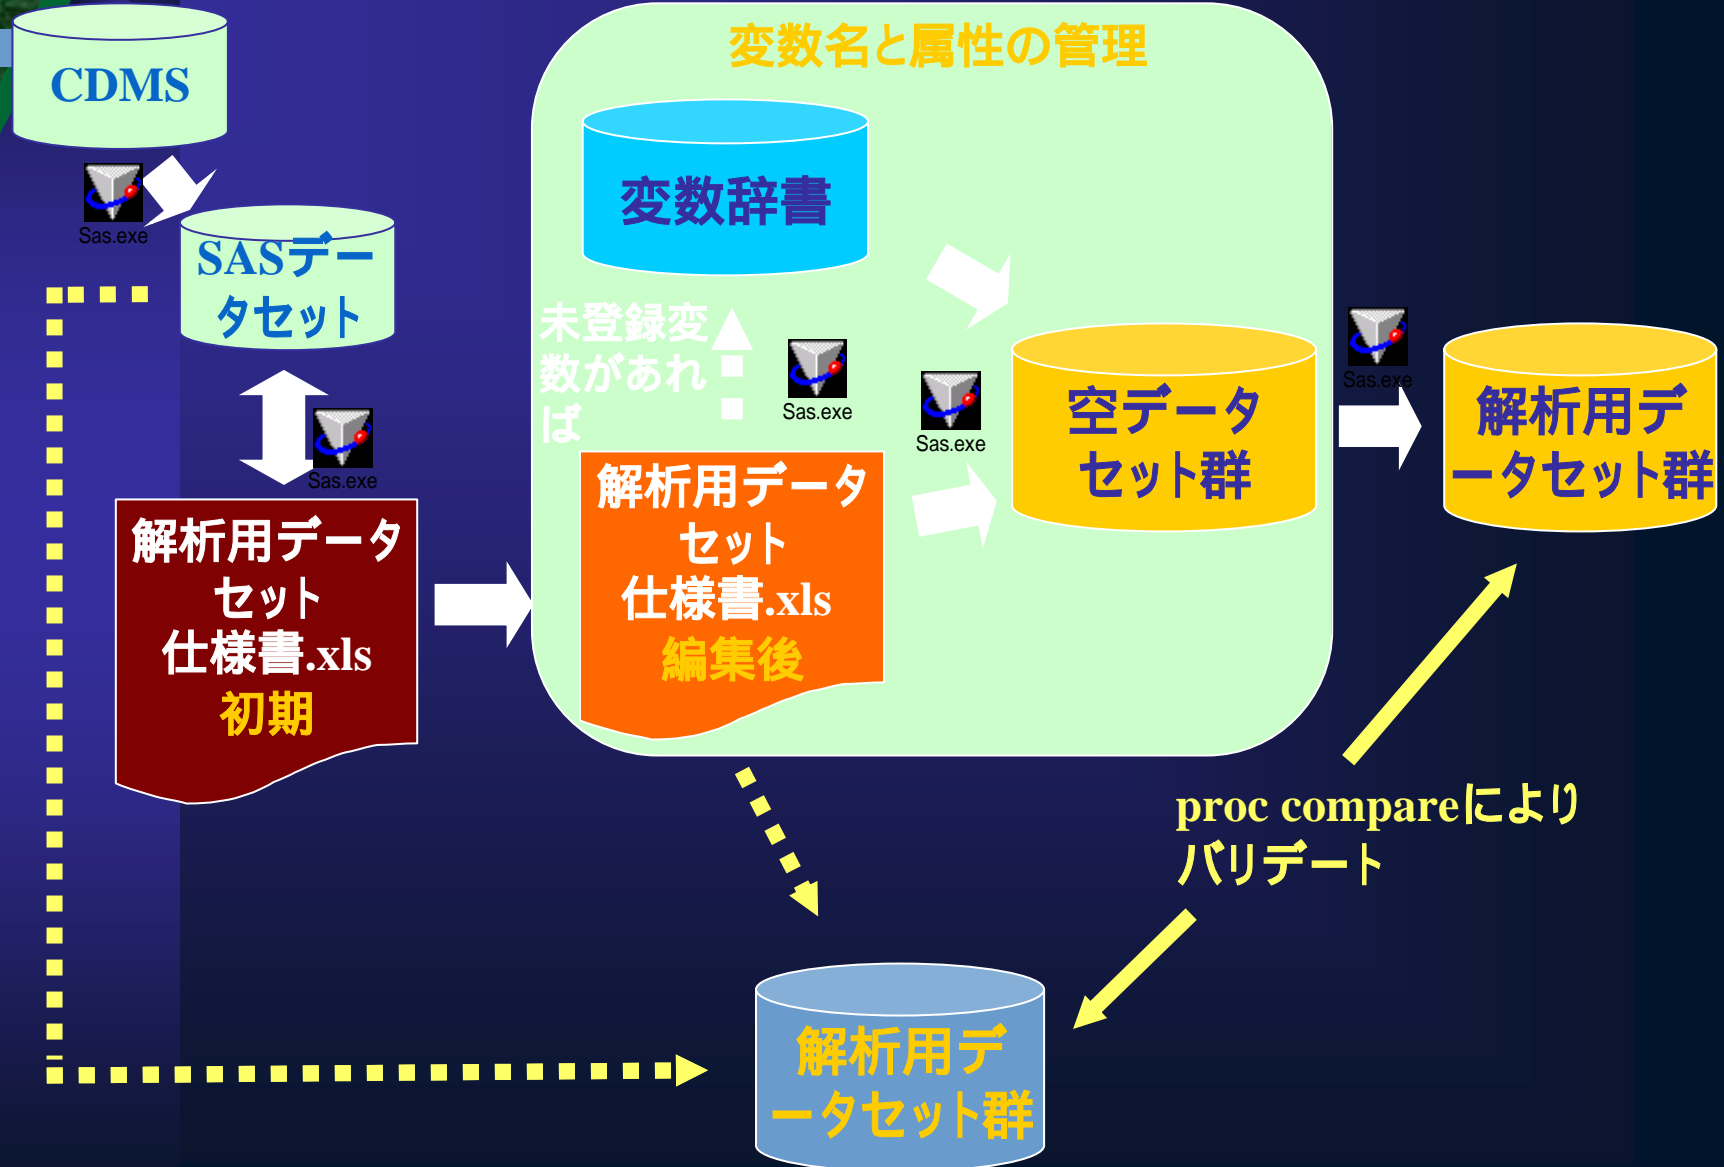 CDMS
Sas.exe
SASデー
タセット
Sas.exe
解析用データ
セット
仕様書.xls
初期
変数名と属性の管理
変数辞書
未登録変
数があれ
ば
Sas.exe
Sas.exe
解析用データ
セット
仕様書.xls
編集後
空データ
セット群
Sas.exe
解析用デ
ータセット群
proc compareにより
バリデート
解析用デ
ータセット群